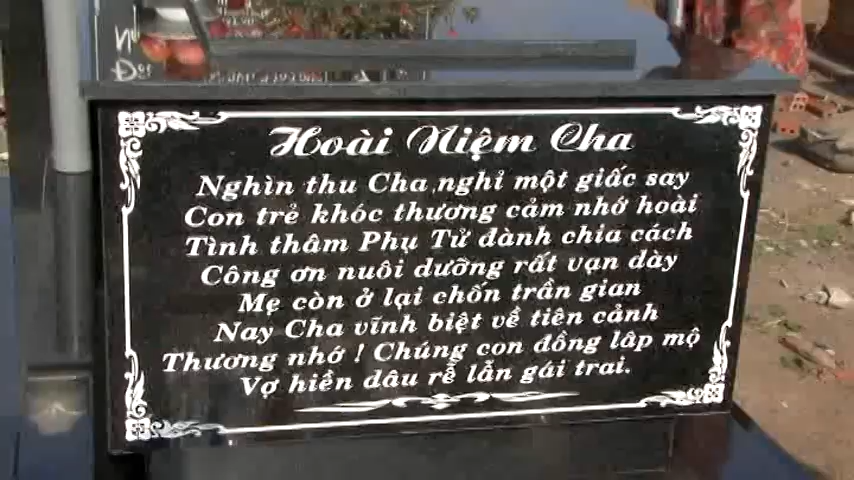 Hoài Niệm Cha
Nghìn thu Cha nghỉ một giấc say
Con trẻ khóc thương cảm nhớ hoài
Tình thâm Phụ Tử đành chia cách
Công ơn nuôi dưỡng rất vạn dày
Mẹ còn ở lại chốn trần gian
Nay Cha vĩnh biệt về tiên cảnh
Thương nhớ ! Chúng con đồng lâp mộ
Vợ hiền dâu rễ lẫn gái trai.